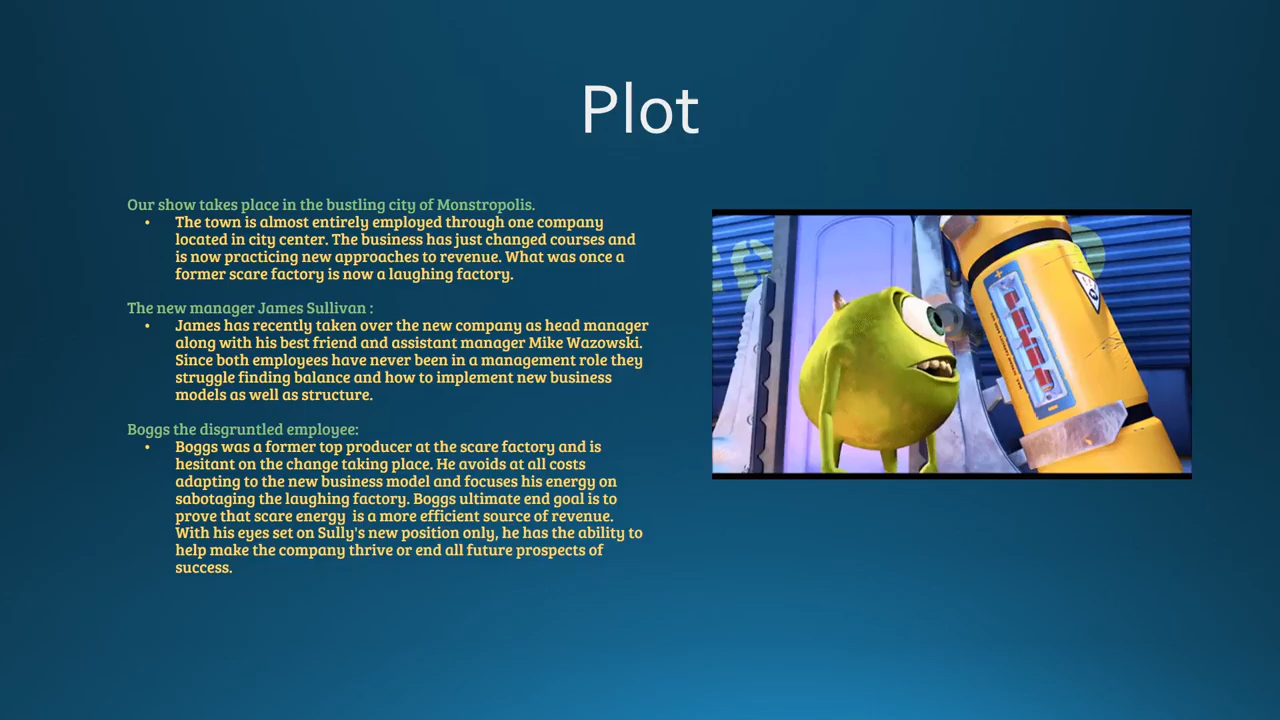 Plot
Our show takes place in the bustling city of Monstropolis.
• The town is almost entirely employed through one company
located in city center. The business has just changed courses and
is now practicing new approaches to revenue. What was once a
former scare factory is now a laughing factory.
The new manager James Sullivan :
• James has recently taken over the new company as head manager
along with his best friend and assistant manager Mike Wazowski.
Since both employees have never been in a management role they
struggle finding balance and how to implement new business
models as well as structure.
Boggs the disgruntled employee:
• Boggs was a former top producer at the scare factory and is
hesitant on the change taking place. He avoids at all costs
adapting to the new business model and focuses his energy on
sabotaging the laughing factory. Boggs ultimate end goal is to
prove that scare energy  is a more efficient source of revenue.
With his eyes set on Sully's new position only, he has the ability to
help make the company thrive or end all future prospects of
success.